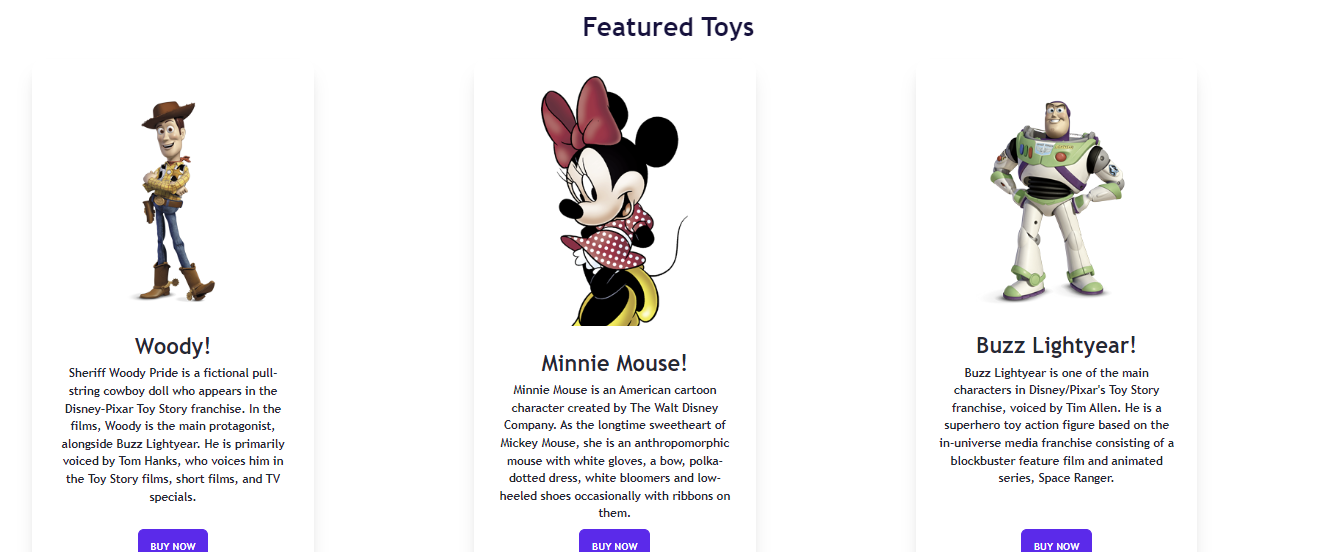 Featured Toys
Woody!
Sheriff Woody Pride is a fictional pull-
string cowboy doll who appears in the
Disney-Pixar Toy Story franchise. In the
films, Woody is the main protagonist,
alongside Buzz Lightyear. He is primarily
voiced by Tom Hanks, who voices him in
the Toy Story films, short films, and TV
specials.
BUY NOW
Minnie Mouse!
Minnie Mouse is an American cartoon
character created by The Walt Disney
Company. As the longtime sweetheart of
Mickey Mouse, she is an anthropomorphic
mouse with white gloves, a bow, polka-
dotted dress, white bloomers and low-
heeled shoes occasionally with ribbons on
them.
BUY NOW
Buzz Lightyear!
Buzz Lightyear is one of the main
characters in Disney/Pixar's Toy Story
franchise, voiced by Tim Allen. He is a
superhero toy action figure based on the
in-universe media franchise consisting of a
blockbuster feature film and animated
series, Space Ranger.
BUY NOW